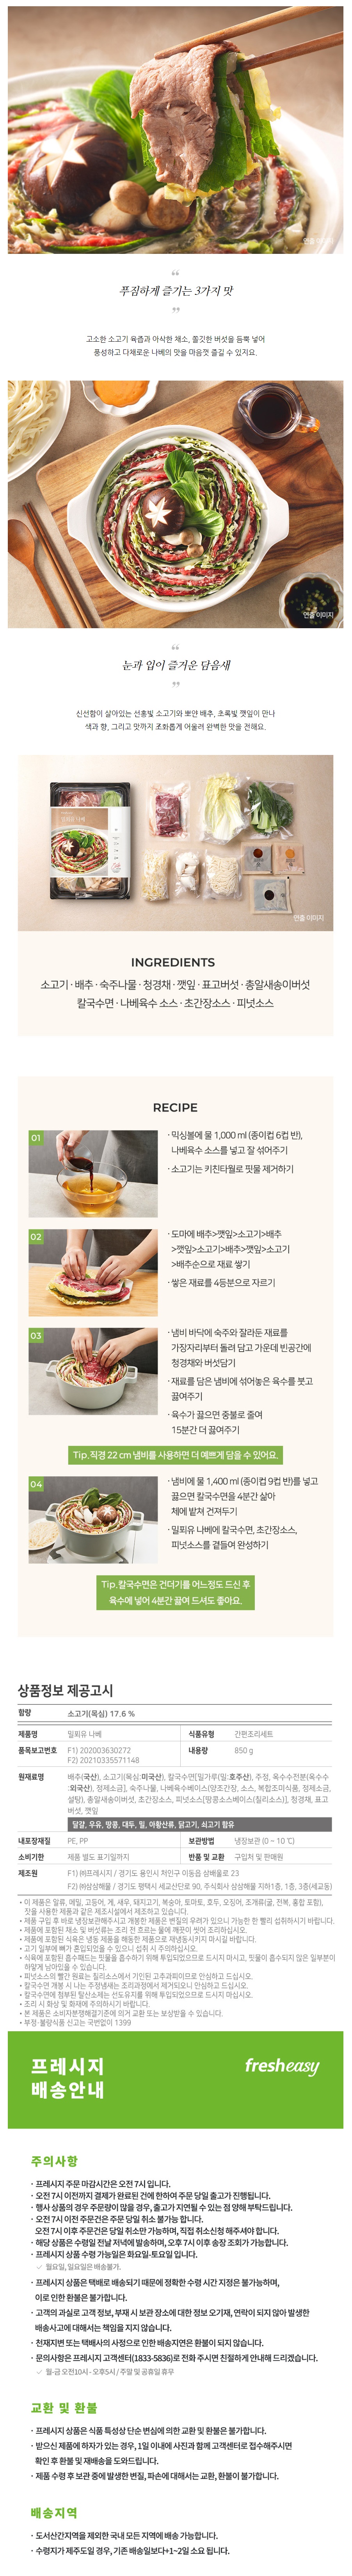 연출 이미지
“
푸짐하게 즐기는 3가지 맛
”
고소한 소고기 육즙과 아삭한 채소, 쫄깃한 버섯을 듬뿍 넣어
풍성하고 다채로운 나베의 맛을 마음껏 즐길 수 있지요.
연출 이미지
“
눈과 입이 즐거운 담음새
”
신선함이 살아있는 선홍빛 소고기와 뽀얀 배추, 초록빛 깻잎이 만나
색과 향, 그리고 맛까지 조화롭게 어울러 완벽한 맛을 전해요.
밀푀유 나베
연출 이미지
INGREDIENTS
소고기 · 배추 · 숙주나물 · 청경채 · 깻잎 · 표고버섯 · 총알새송이버섯
칼국수면 · 나베육수 소스 · 초간장소스 · 피넛소스
RECIPE
01
· 믹싱볼에 물 1,000 ml (종이컵 6컵 반),
나베육수 소스를 넣고 잘 섞어주기
· 소고기는 키친타월로 핏물 제거하기
02
· 도마에 배추>깻잎>소고기>배추
>깻잎>소고기>배추>깻잎>소고기
>배추순으로 재료 쌓기
· 쌓은 재료를 4등분으로 자르기
03
· 냄비 바닥에 숙주와 잘라둔 재료를
가장자리부터 둘러 담고 가운데 빈공간에
청경채와 버섯담기
· 재료를 담은 냄비에 섞어놓은 육수를 붓고
끓여주기
· 육수가 끓으면 중불로 줄여
15분간 더 끓여주기
Tip.직경 22 cm 냄비를 사용하면 더 예쁘게 담을 수 있어요.
04
· 냄비에 물 1,400 ml (종이컵 9컵 반)를 넣고
끓으면 칼국수면을 4분간 삶아
체에 밭쳐 건져두기
· 밀푀유 나베에 칼국수면, 초간장소스,
피넛소스를 곁들여 완성하기
Tip.칼국수면은 건더기를 어느정도 드신 후
육수에 넣어 4분간 끓여 드셔도 좋아요.
상품정보 제공고시
함량 소고기(목심) 17.6 %
제품명 밀푀유 나베 식품유형 간편조리세트
품목보고번호 F1) 202003630272 내용량 850 g
F2) 20210335571148
원재료명 배추(국산), 소고기(목심:미국산), 칼국수면[밀가루(밀:호주산), 주정, 옥수수전분(옥수수
:외국산), 정제소금], 숙주나물, 나베육수베이스(양조간장, 소스, 복합조미식품, 정제소금,
설탕), 총알새송이버섯, 초간장소스, 피넛소스[땅콩소스베이스(칠리소스)], 청경채, 표고
버섯, 깻잎
달걀, 우유, 땅콩, 대두, 밀, 아황산류, 닭고기, 쇠고기 함유
내포장재질 PE, PP 보관방법 냉장보관 (0 ~ 10 ℃)
소비기한 제품 별도 표기일까지 반품 및 교환 구입처 및 판매원
제조원 F1) ㈜프레시지 / 경기도 용인시 처인구 이동읍 삼배울로 23
F2) ㈜삼삼해물 / 경기도 평택시 세교산단로 90, 주식회사 삼삼해물 지하1층, 1층, 3층(세교동)
• 이 제품은 알류, 메밀, 고등어, 게, 새우, 돼지고기, 복숭아, 토마토, 호두, 오징어, 조개류(굴, 전복, 홍합 포함),
잣을 사용한 제품과 같은 제조시설에서 제조하고 있습니다.
• 제품 구입 후 바로 냉장보관해주시고 개봉한 제품은 변질의 우려가 있으니 가능한 한 빨리 섭취하시기 바랍니다.
• 제품에 포함된 채소 및 버섯류는 조리 전 흐르는 물에 깨끗이 씻어 조리하십시오.
• 제품에 포함된 식육은 냉동 제품을 해동한 제품으로 재냉동시키지 마시길 바랍니다.
• 고기 일부에 뼈가 혼입되었을 수 있으니 섭취 시 주의하십시오.
• 식육에 포함된 흡수패드는 핏물을 흡수하기 위해 투입되었으므로 드시지 마시고, 핏물이 흡수되지 않은 일부분이
하얗게 남아있을 수 있습니다.
• 피넛소스의 빨간 원료는 칠리소스에서 기인된 고추과피이므로 안심하고 드십시오.
• 칼국수면 개봉 시 나는 주정냄새는 조리과정에서 제거되오니 안심하고 드십시오.
• 칼국수면에 첨부된 탈산소제는 선도유지를 위해 투입되었으므로 드시지 마십시오.
• 조리 시 화상 및 화재에 주의하시기 바랍니다.
• 본 제품은 소비자분쟁해결기준에 의거 교환 또는 보상받을 수 있습니다.
• 부정·불량식품 신고는 국번없이 1399
프레시지 fresheasy
배송안내
주의사항
· 프레시지 주문 마감시간은 오전 7시 입니다.
· 오전 7시 이전까지 결제가 완료된 건에 한하여 주문 당일 출고가 진행됩니다.
· 행사 상품의 경우 주문량이 많을 경우, 출고가 지연될 수 있는 점 양해 부탁드립니다.
· 오전 7시 이전 주문건은 주문 당일 취소 불가능 합니다.
오전 7시 이후 주문건은 당일 취소만 가능하며, 직접 취소신청 해주셔야 합니다.
· 해당 상품은 수령일 전날 저녁에 발송하며, 오후 7시 이후 송장 조회가 가능합니다.
· 프레시지 상품 수령 가능일은 화요일-토요일 입니다.
✓ 월요일, 일요일은 배송불가.
· 프레시지 상품은 택배로 배송되기 때문에 정확한 수령 시간 지정은 불가능하며,
이로 인한 환불은 불가합니다.
· 고객의 과실로 고객 정보, 부재 시 보관 장소에 대한 정보 오기재, 연락이 되지 않아 발생한
배송사고에 대해서는 책임을 지지 않습니다.
· 천재지변 또는 택배사의 사정으로 인한 배송지연은 환불이 되지 않습니다.
· 문의사항은 프레시지 고객센터(1833-5836)로 전화 주시면 친절하게 안내해 드리겠습니다.
✓ 월-금 오전10시 - 오후5시 / 주말 및 공휴일 휴무
교환 및 환불
· 프레시지 상품은 식품 특성상 단순 변심에 의한 교환 및 환불은 불가합니다.
· 받으신 제품에 하자가 있는 경우, 1일 이내에 사진과 함께 고객센터로 접수해주시면
확인 후 환불 및 재배송을 도와드립니다.
· 제품 수령 후 보관 중에 발생한 변질, 파손에 대해서는 교환, 환불이 불가합니다.
배송지역
· 도서산간지역을 제외한 국내 모든 지역에 배송 가능합니다.
· 수령지가 제주도일 경우, 기존 배송일보다+1~2일 소요 됩니다.